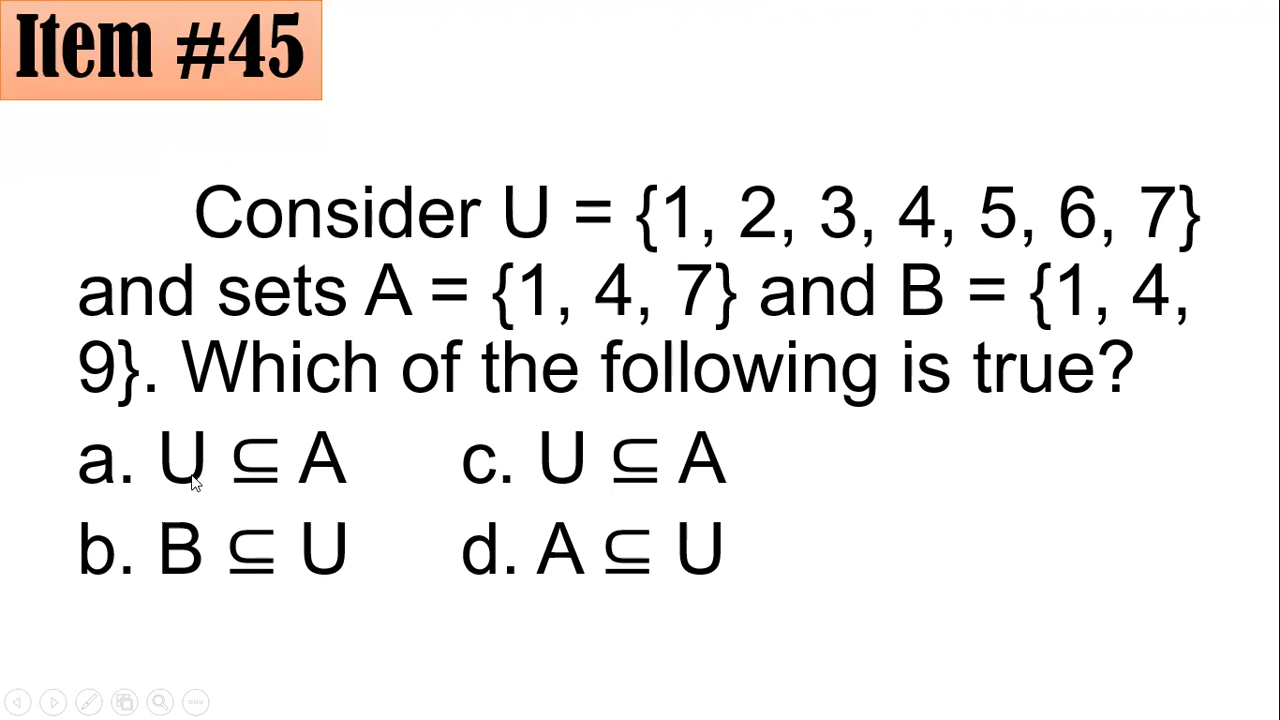 Item #45
Consider U = {1, 2, 3, 4, 5, 6, 7}
and sets A = {1, 4, 7} and B = {1, 4,
9}. Which of the following is true?
a. U ⊆ A c. U ⊆ A
b. B ⊆ U d. A ⊆ U